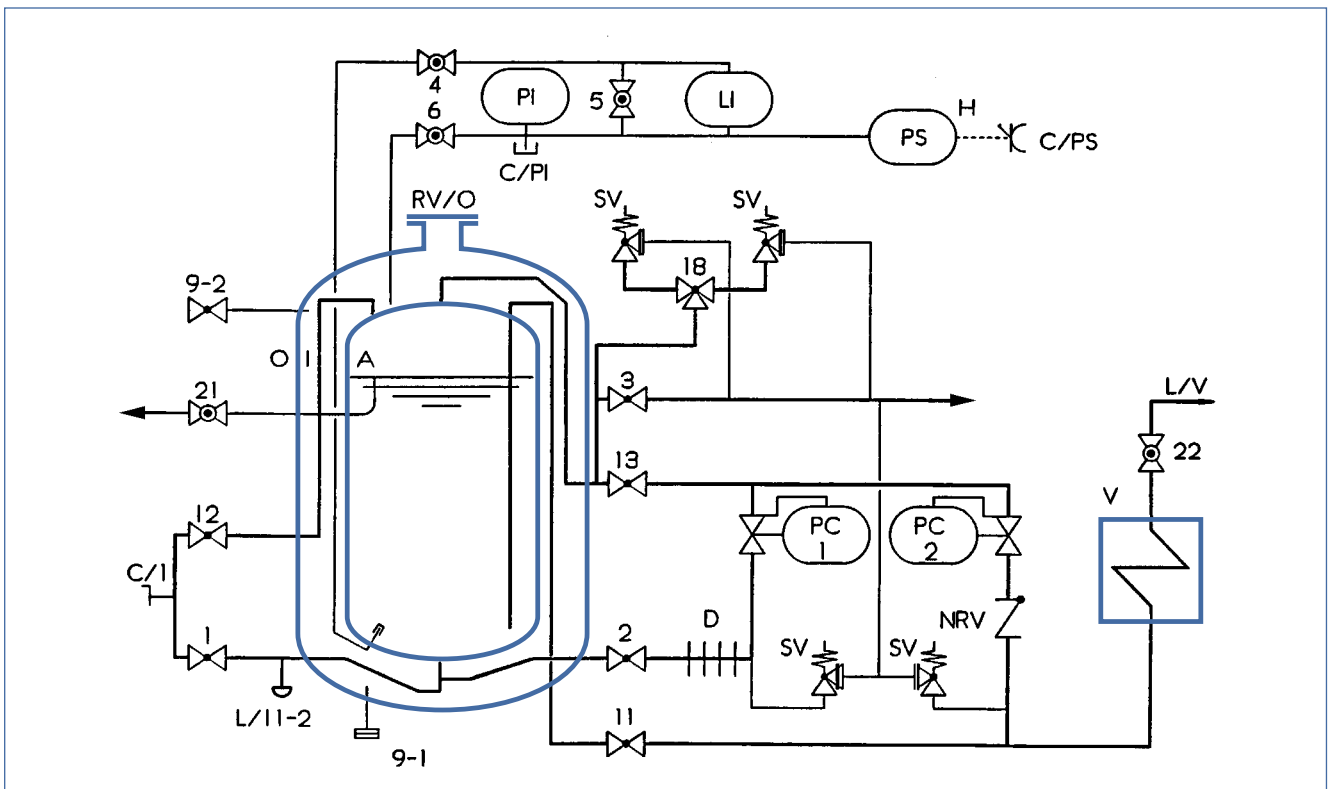 4
PI
5
LI
6
H
PS
C/PS
C/PI
RV/O
SV
SV
18
9-2
O I
A
3
L/V
21
22
13
V
12
PC
1
PC
2
C/1
D
NRV
1
2
SV
SV
L/11-2
11
9-1